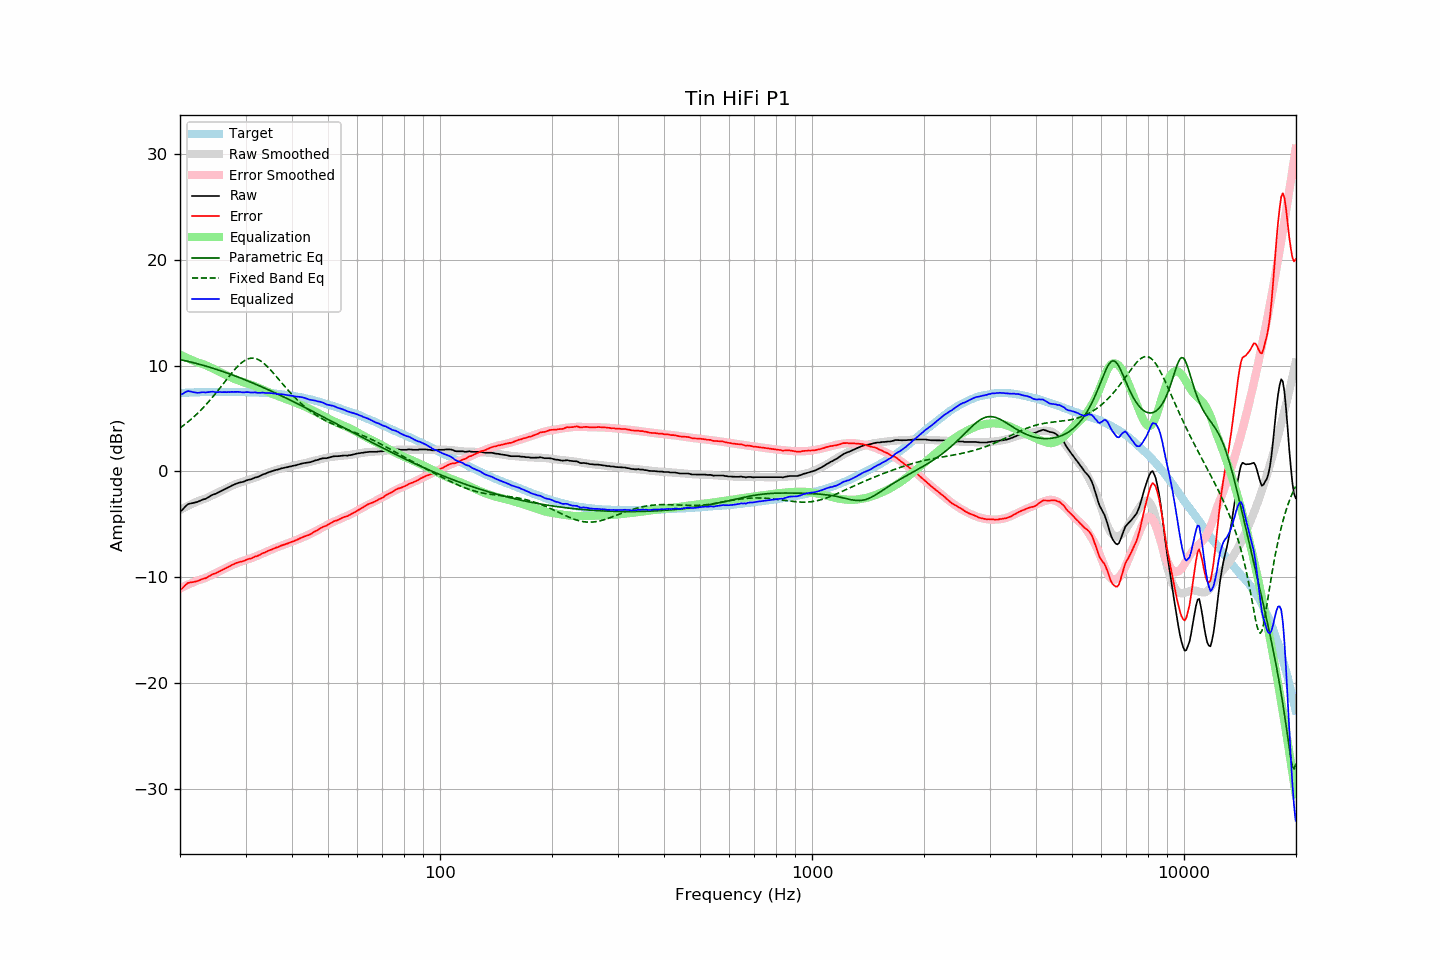 Tin HiFi P1
Target
Raw Smoothed
Error Smoothed
Raw
Error
Equalization
Parametric Eq
Fixed Band Eq
Equalized
30
20
10
0
−10
−20
−30
Amplitude (dBr)
100 1000 10000
Frequency (Hz)